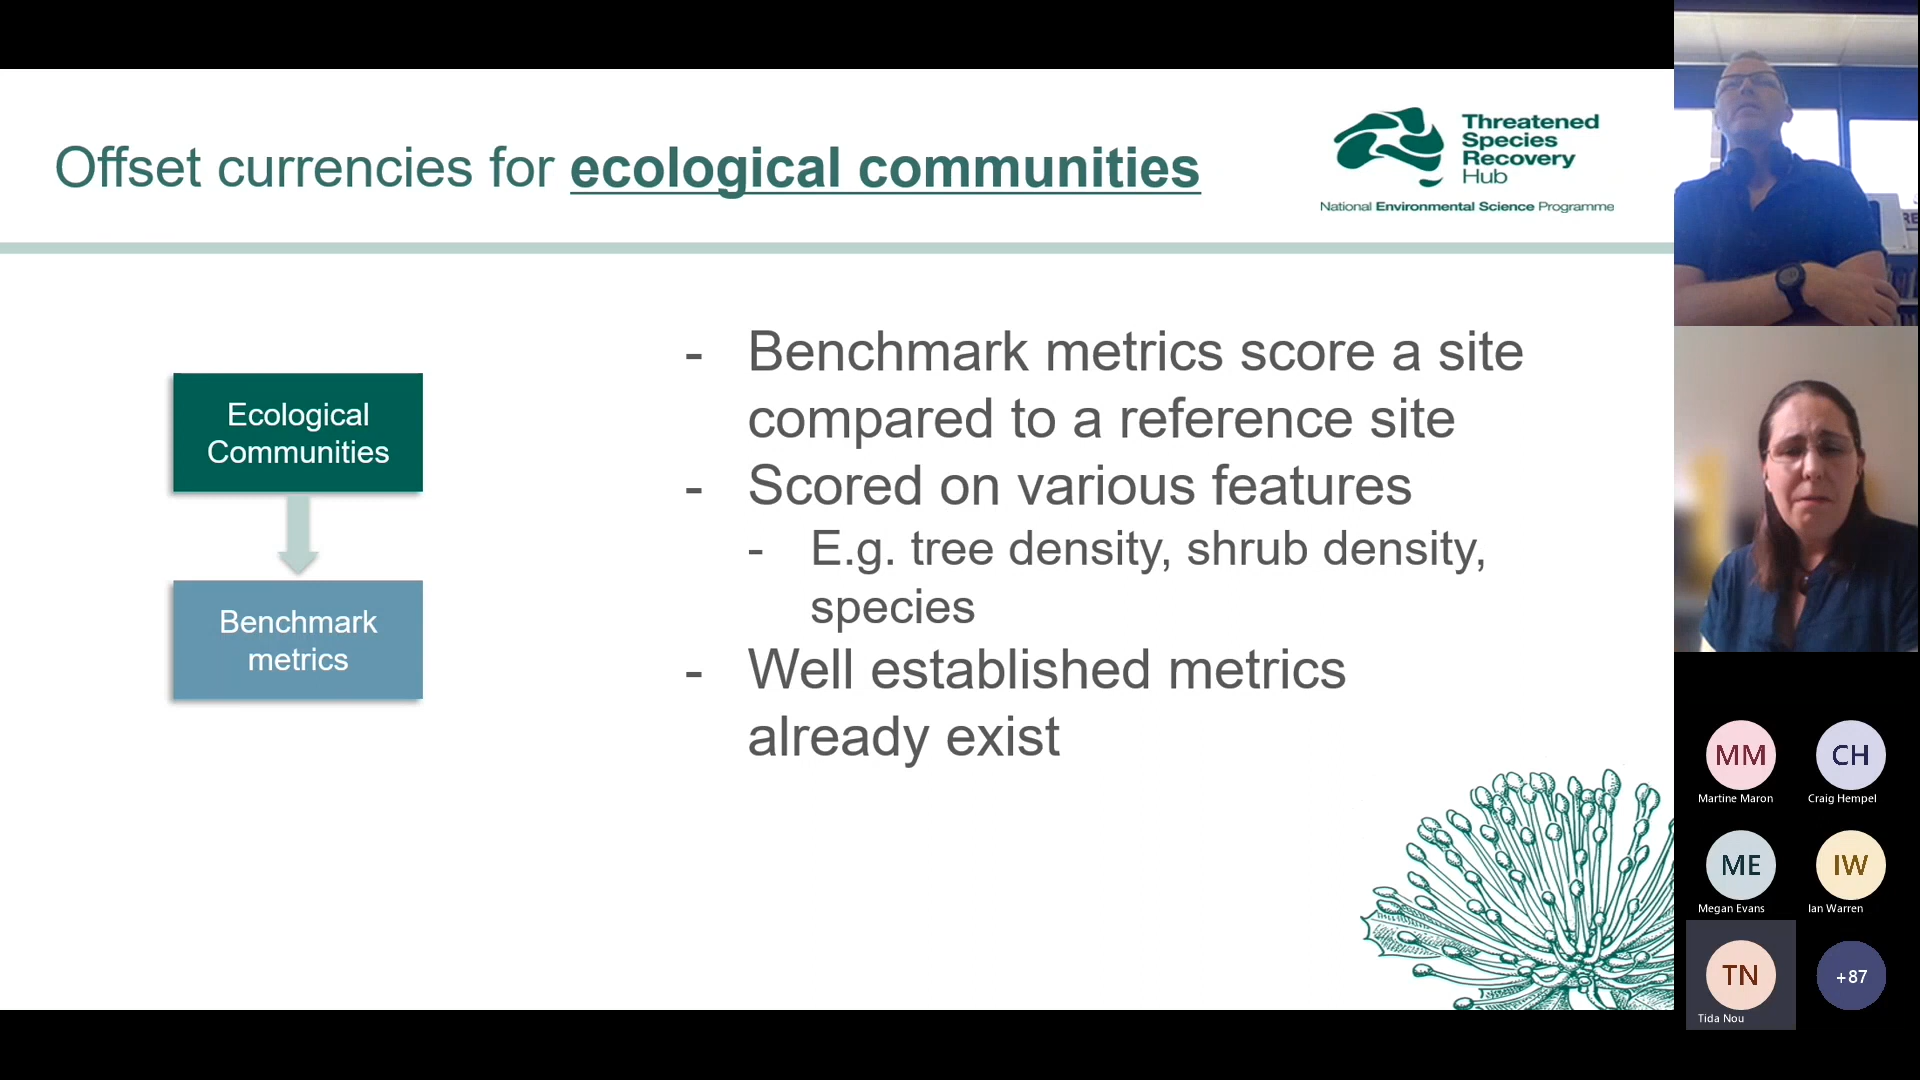 Offset currencies for ecological communities
Threatened
Species
Recovery
Hub
National Environmental Science Programme
Ecological
Communities
Benchmark
metrics
- Benchmark metrics score a site
compared to a reference site
- Scored on various features
- E.g. tree density, shrub density,
species
- Well established metrics
already exist
MM
CH
Martine Maron
Craig Hempel
ME
IW
Megan Evans
Ian Warren
TN
+87
Tida Nou